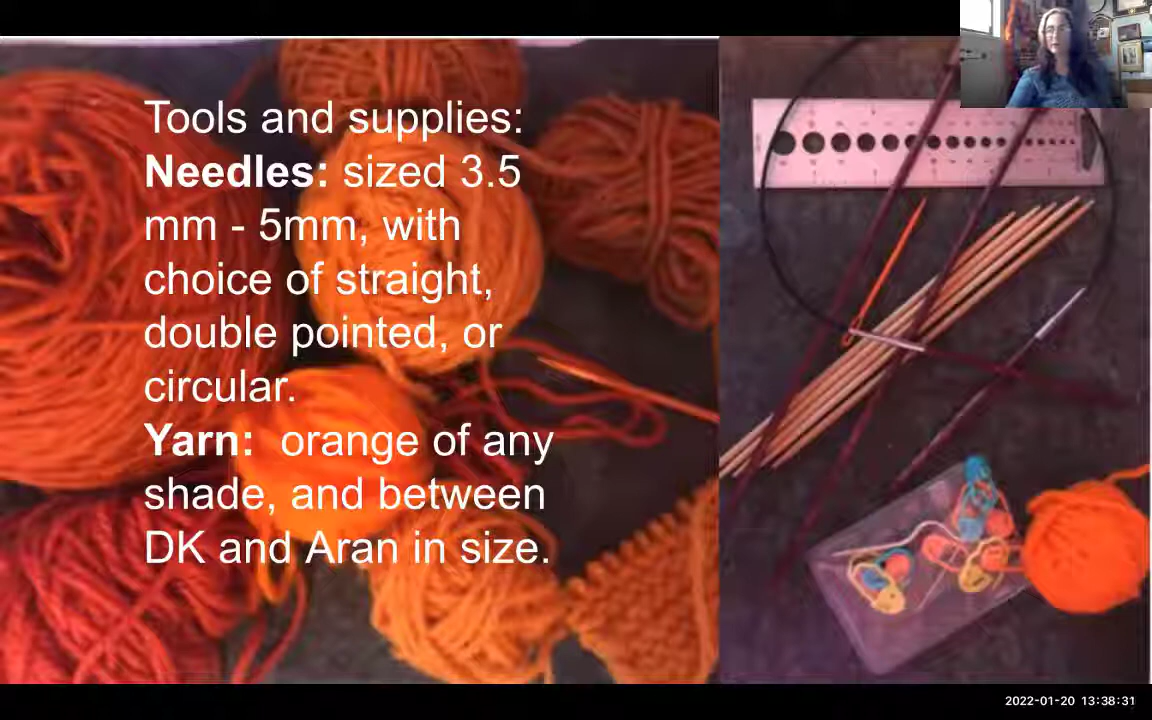 Tools and supplies:
Needles: sized 3.5
mm - 5mm, with
choice of straight,
double pointed, or
circular.
Yarn:  orange of any
shade, and between
DK and Aran in size.
2022-01-20 13:38:31